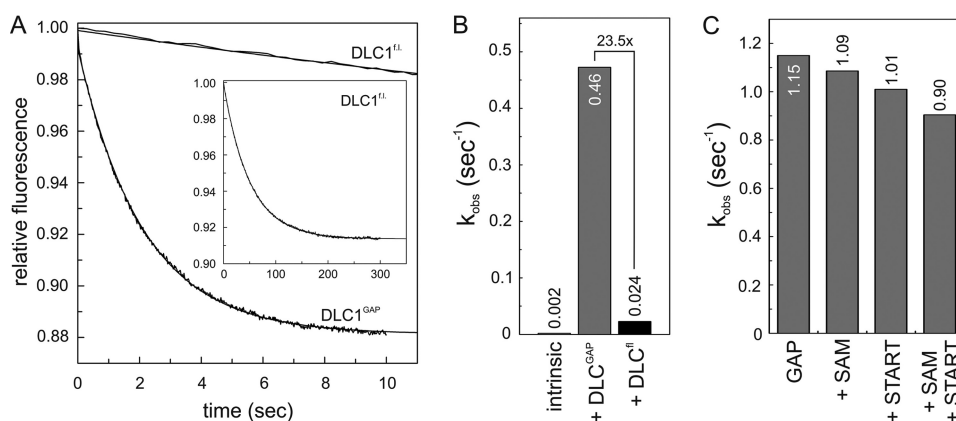 A
relative fluorescence
1.00
0.98
0.96
0.94
0.92
0.90
0.88
DLC1f.l.
DLC1f.l.
1.00
0.98
0.96
0.94
0.92
0.90
0 100 200 300
DLC1GAP
0 2 4 6 8 10
time (sec)
B
kobs (sec-1)
0.5
0.4
0.3
0.2
0.1
0
23.5x
0.002
0.46
0.024
intrinsic
+ DLCGAP
+ DLCfl
C
kobs (sec-1)
1.2
1.0
0.8
0.6
0.4
0.2
0
1.15
1.09
1.01
0.90
GAP
+ SAM
+ START
+ SAM
+ START